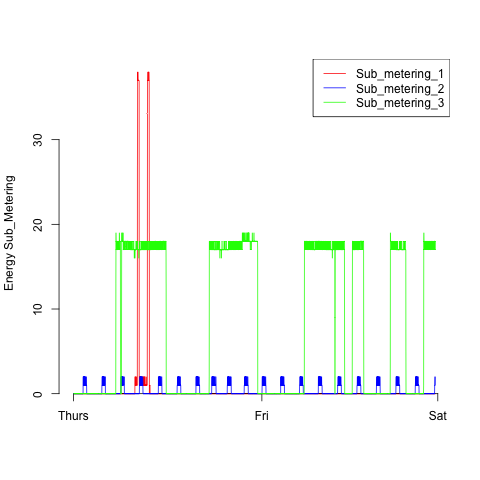 Sub_metering_1
Sub_metering_2
Sub_metering_3
Energy Sub_Metering
30
20
10
0
Thurs Fri Sat